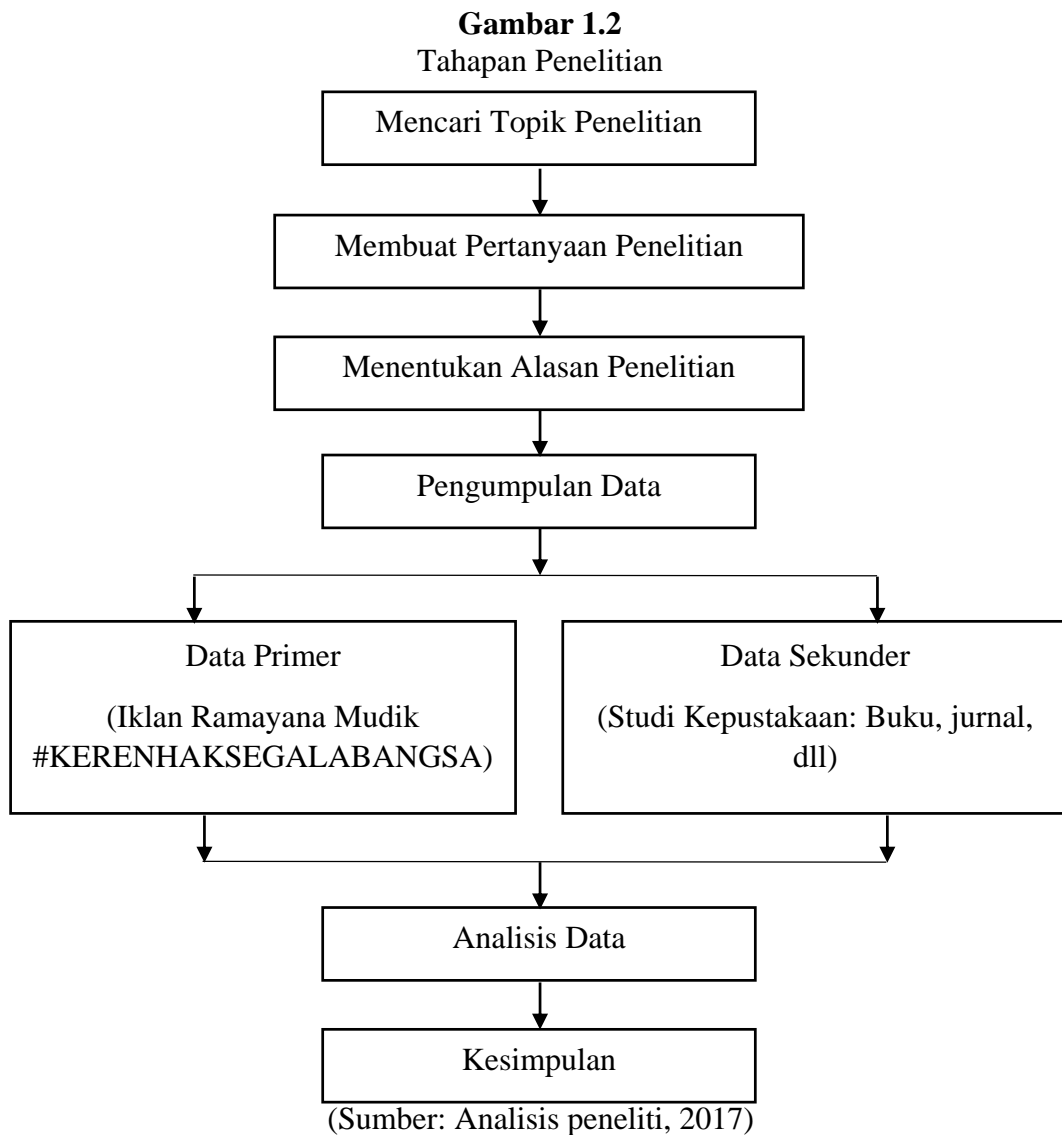 Gambar 1.2
Tahapan Penelitian
Mencari Topik Penelitian
Membuat Pertanyaan Penelitian
Menentukan Alasan Penelitian
Pengumpulan Data
Data Primer
(Iklan Ramayana Mudik
#KERENHAKSEGALABANGSA)
Data Sekunder
(Studi Kepustakaan: Buku, jurnal,
dll)
Analisis Data
Kesimpulan
(Sumber: Analisis peneliti, 2017)